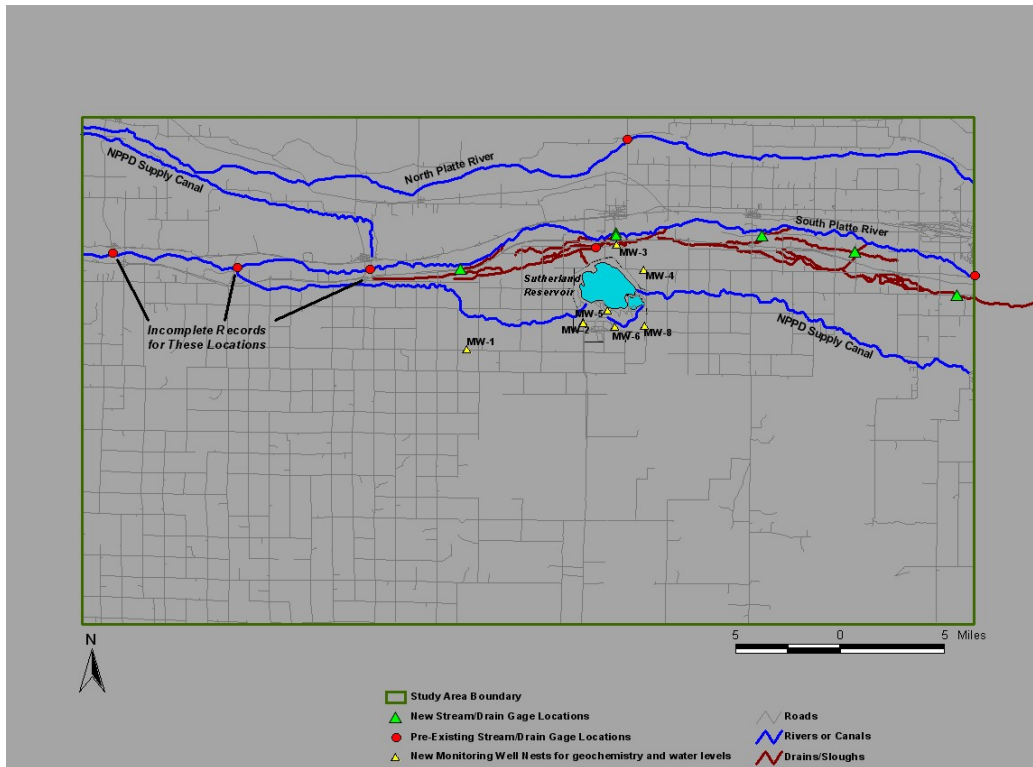 NPPD Supply Canal
North Platte River
South Platte River
MW-3
Sutherland
Reservoir
MW-4
Incomplete Records
for These Locations
MW-5
MW-2
MW-6
MW-8
NPPD Supply Canal
MW-1
N
5 0 5 Miles
Study Area Boundary
New Stream/Drain Gage Locations
Pre-Existing Stream/Drain Gage Locations
New Monitoring Well Nests for geochemistry and water levels
Roads
Rivers or Canals
Drains/Sloughs